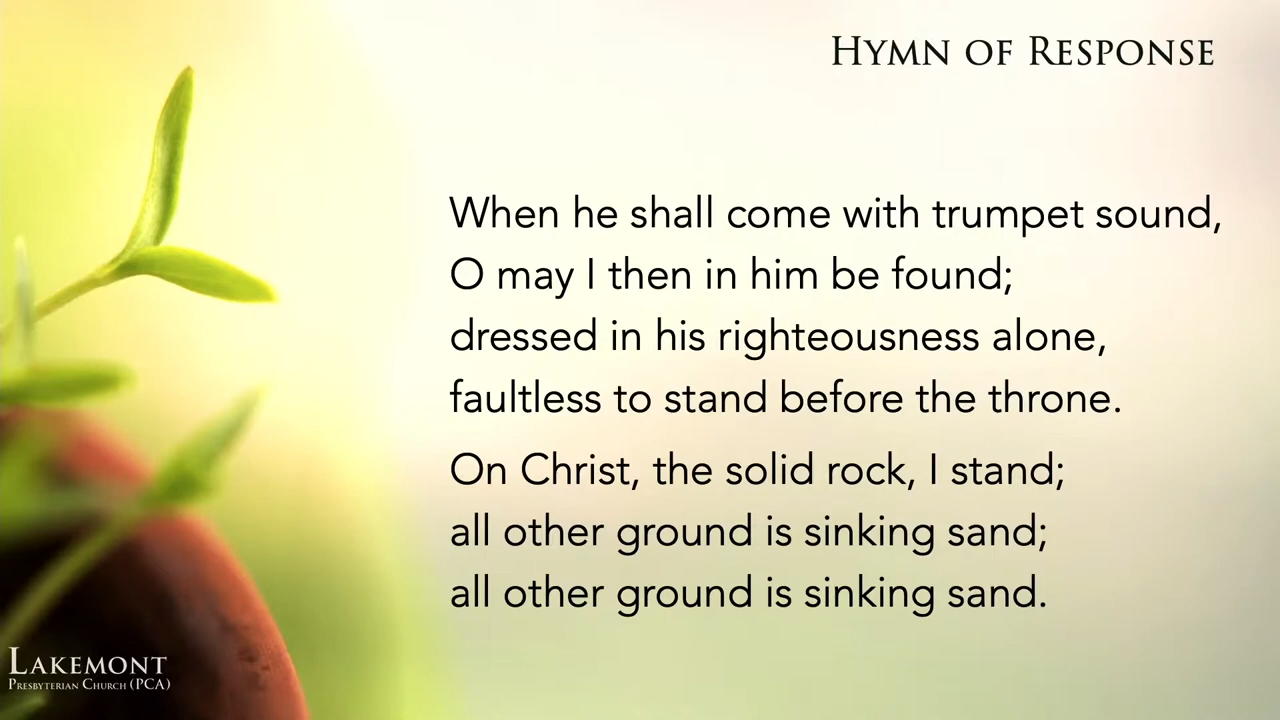 HYMN OF RESPONSE
When he shall come with trumpet sound,
O may I then in him be found;
dressed in his righteousness alone,
faultless to stand before the throne.
On Christ, the solid rock, I stand;
all other ground is sinking sand;
all other ground is sinking sand.
LAKEMONT
PRESBYTERIAN CHURCH (PCA)